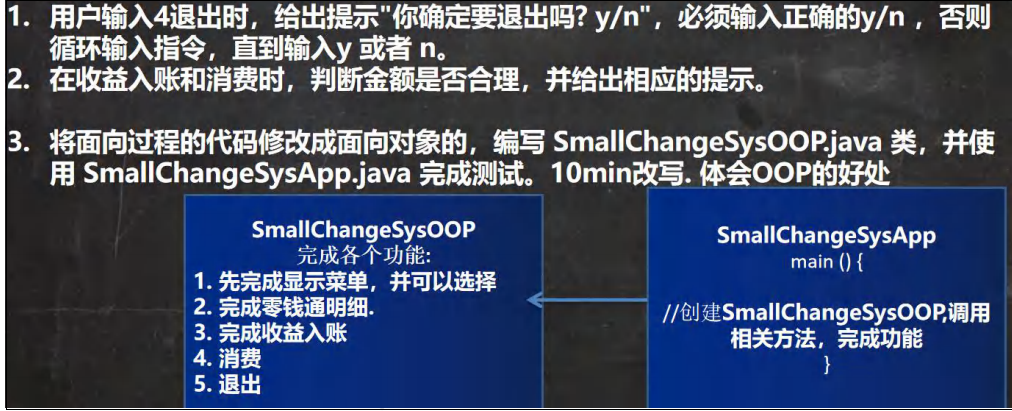 1. 用户输入4退出时，给出提示"你确定要退出吗? y/n"，必须输入正确的y/n ，否则
循环输入指令，直到输入y 或者 n。
2. 在收益入账和消费时，判断金额是否合理，并给出相应的提示。
3. 将面向过程的代码修改成面向对象的，编写 SmallChangeSysOOP.java 类，并使
用 SmallChangeSysApp.java 完成测试。10min改写. 体会OOP的好处
SmallChangeSysOOP
完成各个功能:
1. 先完成显示菜单，并可以选择
2. 完成零钱通明细.
3. 完成收益入账
4. 消费
5. 退出
SmallChangeSysApp
main () {
//创建SmallChangeSysOOP,调用
相关方法，完成功能
}